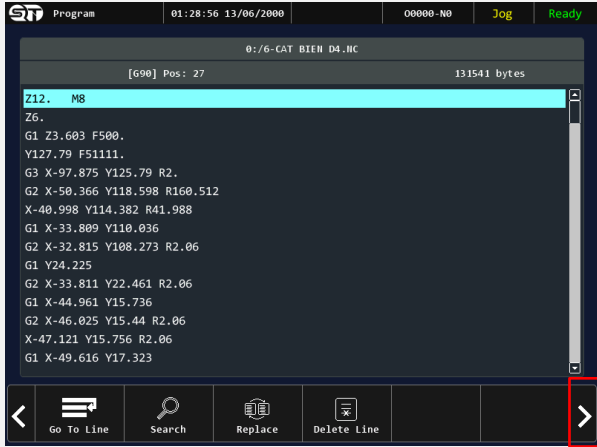 Program 01:28:56 13/06/2000 O0000-N0 Jog Ready
0:/6-CAT BIEN D4.NC
[G90] Pos: 27 131541 bytes
Z12. M8
Z6.
G1 Z3.603 F500.
Y127.79 F51111.
G3 X-97.875 Y125.79 R2.
G2 X-50.366 Y118.598 R160.512
X-40.998 Y114.382 R41.988
G1 X-33.809 Y110.036
G2 X-32.815 Y108.273 R2.06
G1 Y24.225
G2 X-33.811 Y22.461 R2.06
G1 X-44.961 Y15.736
G2 X-46.025 Y15.44 R2.06
X-47.121 Y15.756 R2.06
G1 X-49.616 Y17.323
Go To Line Search Replace Delete Line